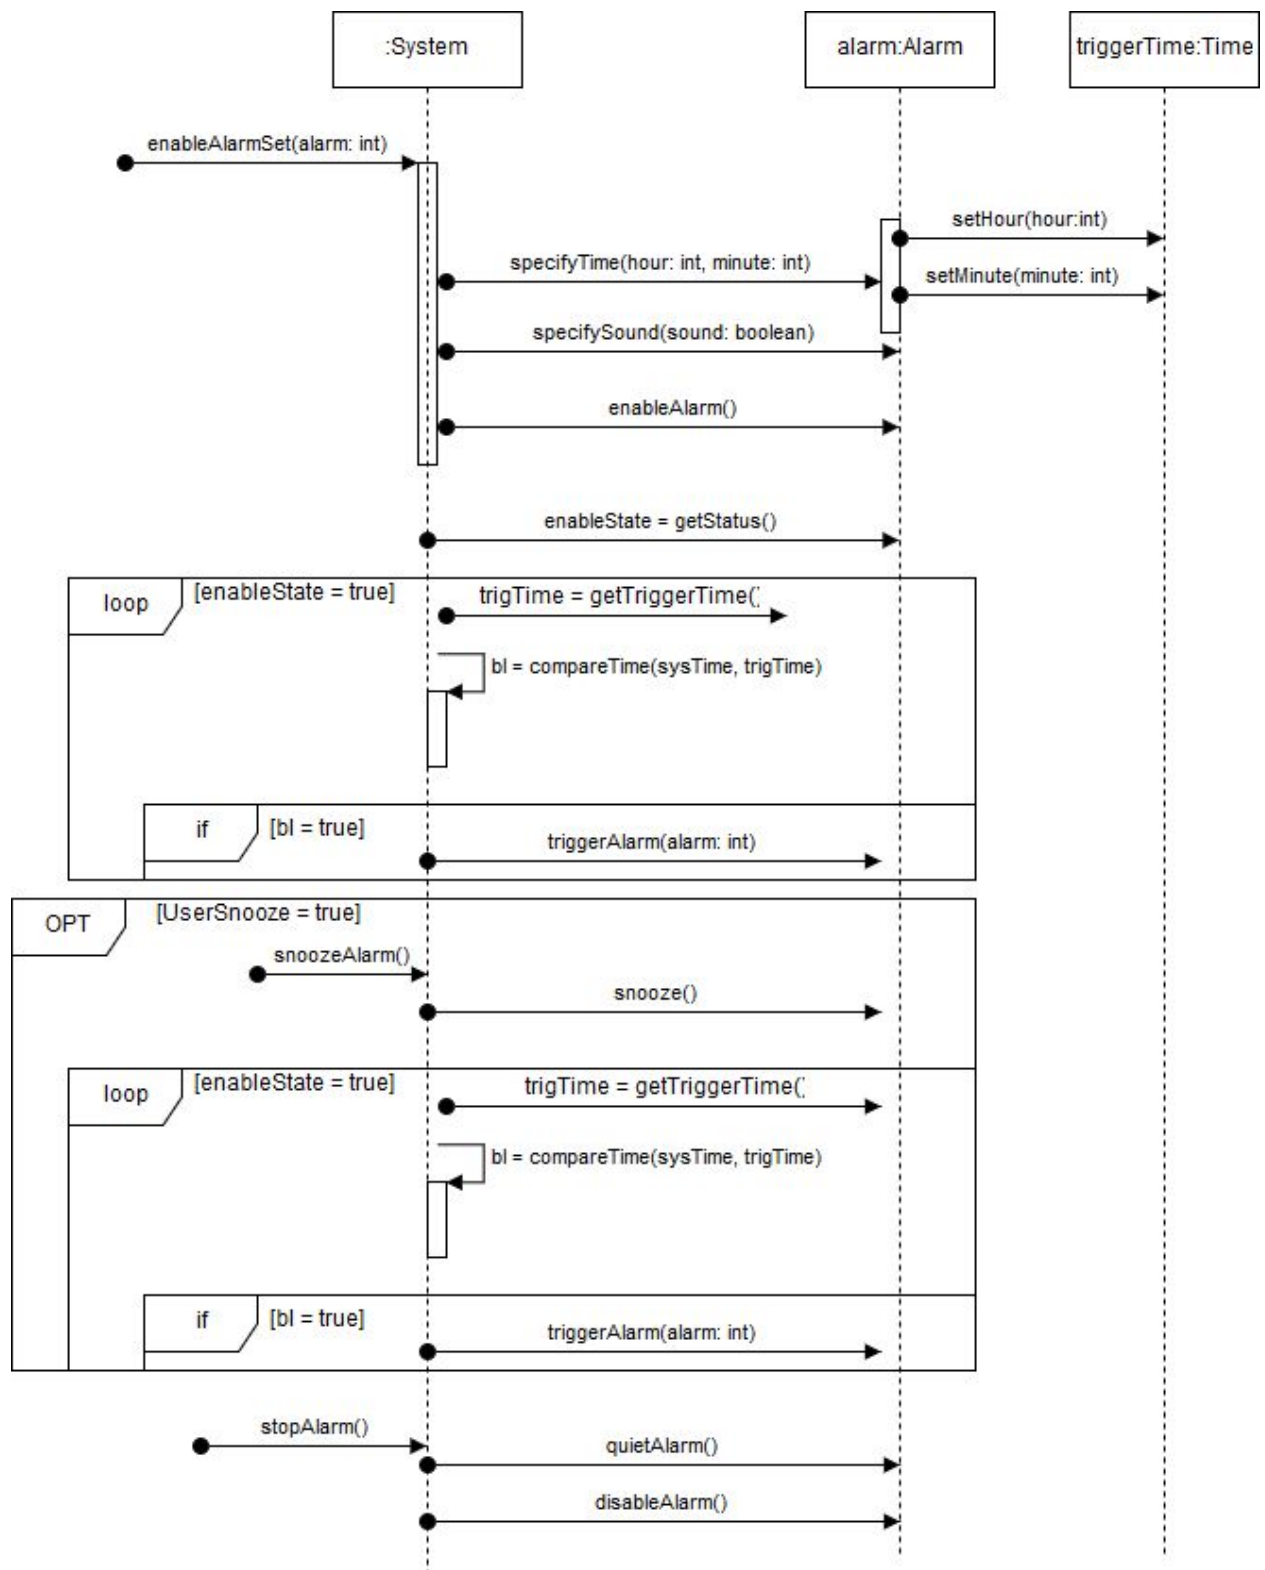 :System
alarm:Alarm
triggerTime:Time
enableAlarmSet(alarm: int)
setHour(hour:int)
specifyTime(hour: int, minute: int)
setMinute(minute: int)
specifySound(sound: boolean)
enableAlarm()
enableState = getStatus()
loop
[enableState = true]
trigTime = getTriggerTime()
bl = compareTime(sysTime, trigTime)
if
[bl = true]
triggerAlarm(alarm: int)
OPT
[UserSnooze = true]
snoozeAlarm()
snooze()
loop
[enableState = true]
trigTime = getTriggerTime()
bl = compareTime(sysTime, trigTime)
if
[bl = true]
triggerAlarm(alarm: int)
stopAlarm()
quietAlarm()
disableAlarm()